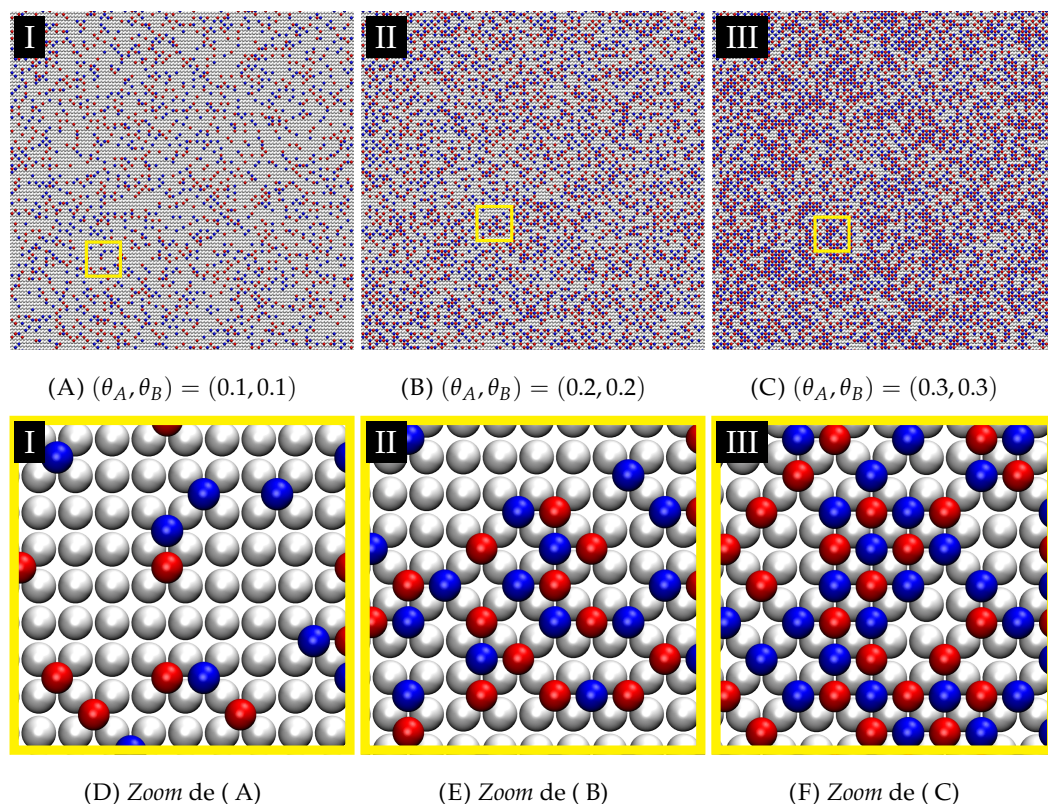 I II III
(A) (θ_A, θ_B) = (0.1, 0.1) (B) (θ_A, θ_B) = (0.2, 0.2) (C) (θ_A, θ_B) = (0.3, 0.3)
I II III
(D) Zoom de ( A) (E) Zoom de ( B) (F) Zoom de ( C)